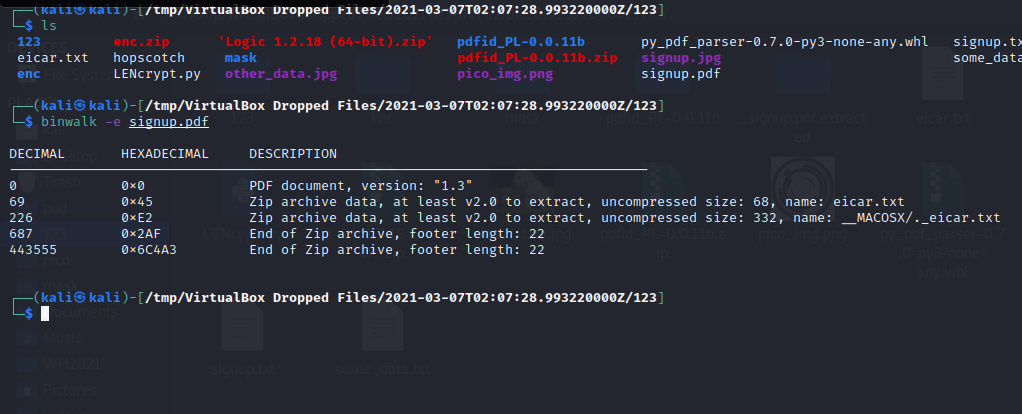 ┌──(kali㉿kali)-[/tmp/VirtualBox Dropped Files/2021-03-07T02:07:28.993220000Z/123]
└─$ ls
123 enc.zip 'Logic 1.2.18 (64-bit).zip' pdfid_PL-0.0.11b py_pdf_parser-0.7.0-py3-none-any.whl signup.tx
eicar.txt hopscotch mask pdfid_PL-0.0.11b.zip signup.jpg some_data
enc LENcrypt.py other_data.jpg pico_img.png signup.pdf
┌──(kali㉿kali)-[/tmp/VirtualBox Dropped Files/2021-03-07T02:07:28.993220000Z/123]
└─$ binwalk -e signup.pdf
DECIMAL HEXADECIMAL DESCRIPTION
0 0×0 PDF document, version: "1.3"
69 0×45 Zip archive data, at least v2.0 to extract, uncompressed size: 68, name: eicar.txt
226 0×E2 Zip archive data, at least v2.0 to extract, uncompressed size: 332, name: __MACOSX/._eicar.txt
687 0×2AF End of Zip archive, footer length: 22
443555 0×6C4A3 End of Zip archive, footer length: 22
┌──(kali㉿kali)-[/tmp/VirtualBox Dropped Files/2021-03-07T02:07:28.993220000Z/123]
└─$
Documents
Music
WH2021
Pictures
signup.txt some_data.txt